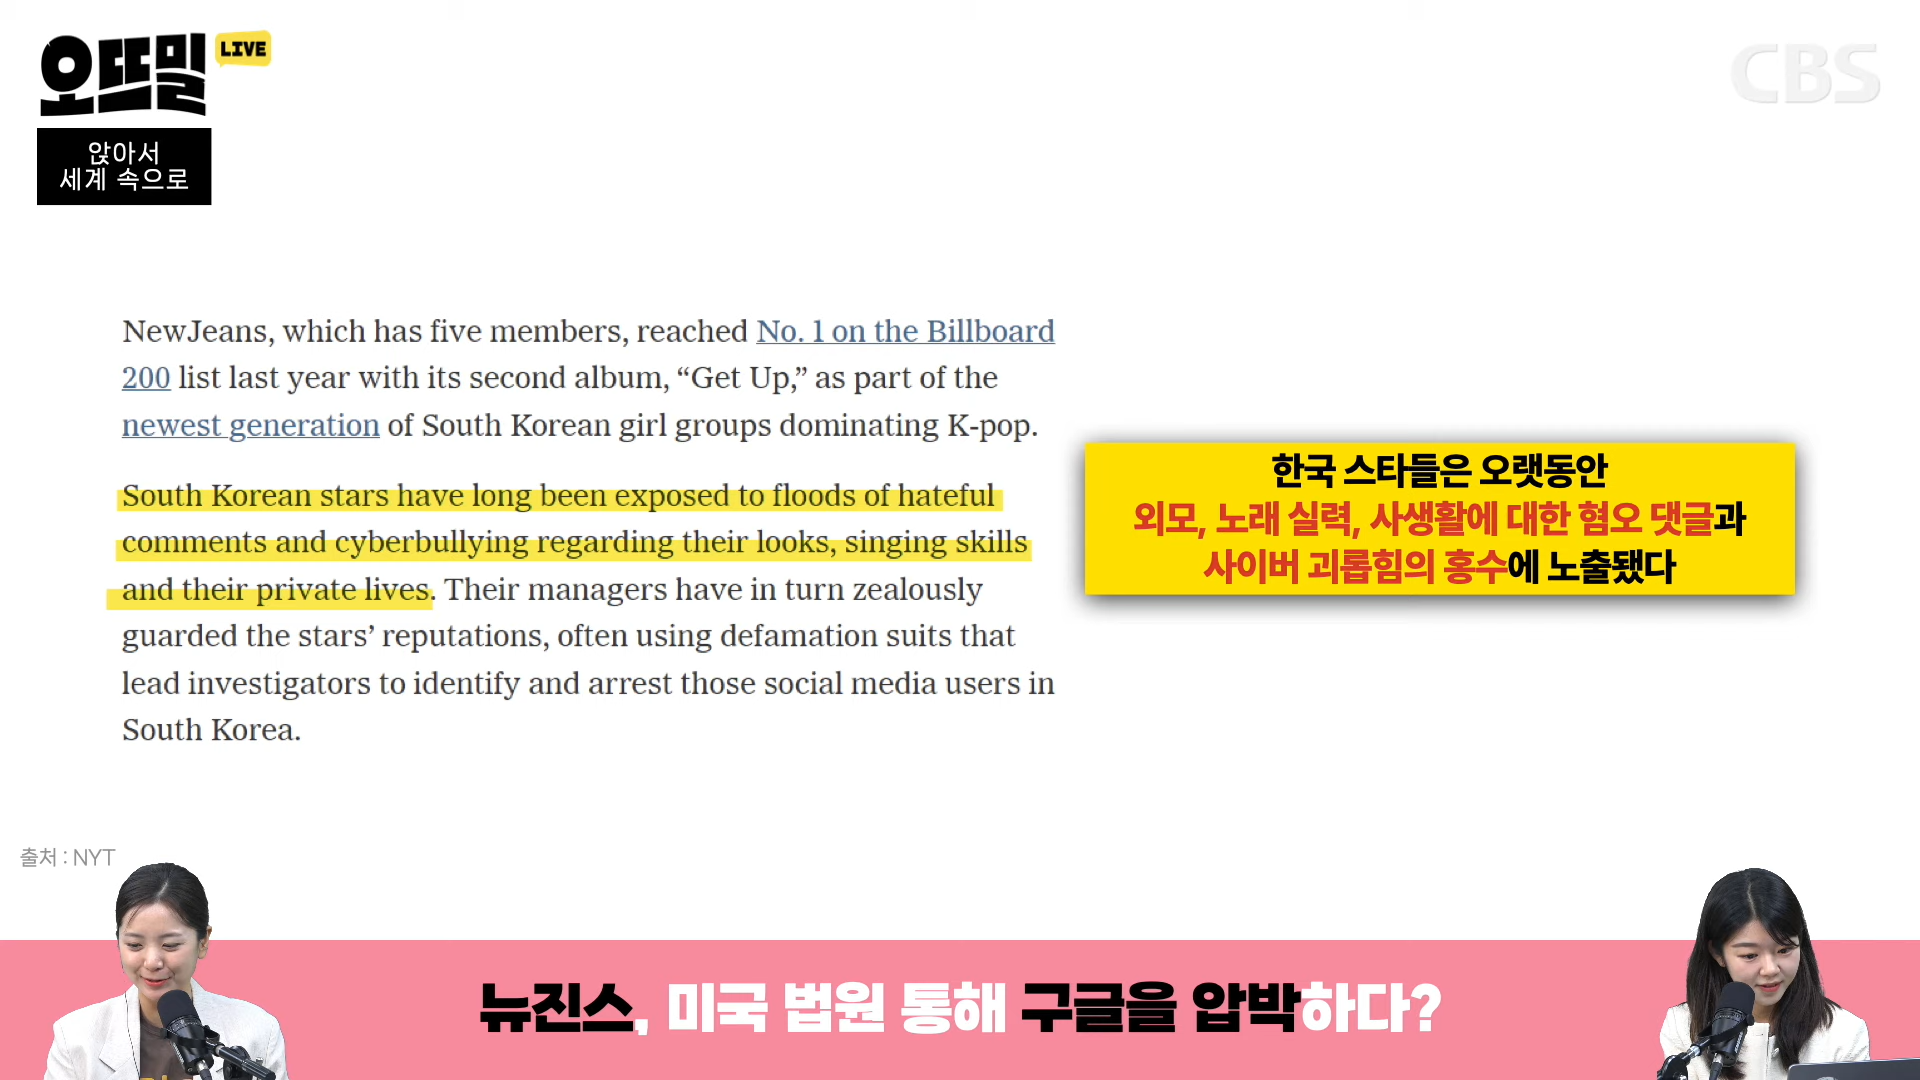 오뜨밀 LIVE
CBS
앉아서
세계 속으로
NewJeans, which has five members, reached No. 1 on the Billboard
200 list last year with its second album, “Get Up,” as part of the
newest generation of South Korean girl groups dominating K-pop.
South Korean stars have long been exposed to floods of hateful
comments and cyberbullying regarding their looks, singing skills
and their private lives. Their managers have in turn zealously
guarded the stars’ reputations, often using defamation suits that
lead investigators to identify and arrest those social media users in
South Korea.
한국 스타들은 오랫동안
외모, 노래 실력, 사생활에 대한 혐오 댓글과
사이버 괴롭힘의 홍수에 노출됐다
출처 : NYT
뉴진스, 미국 법원 통해 구글을 압박하다?